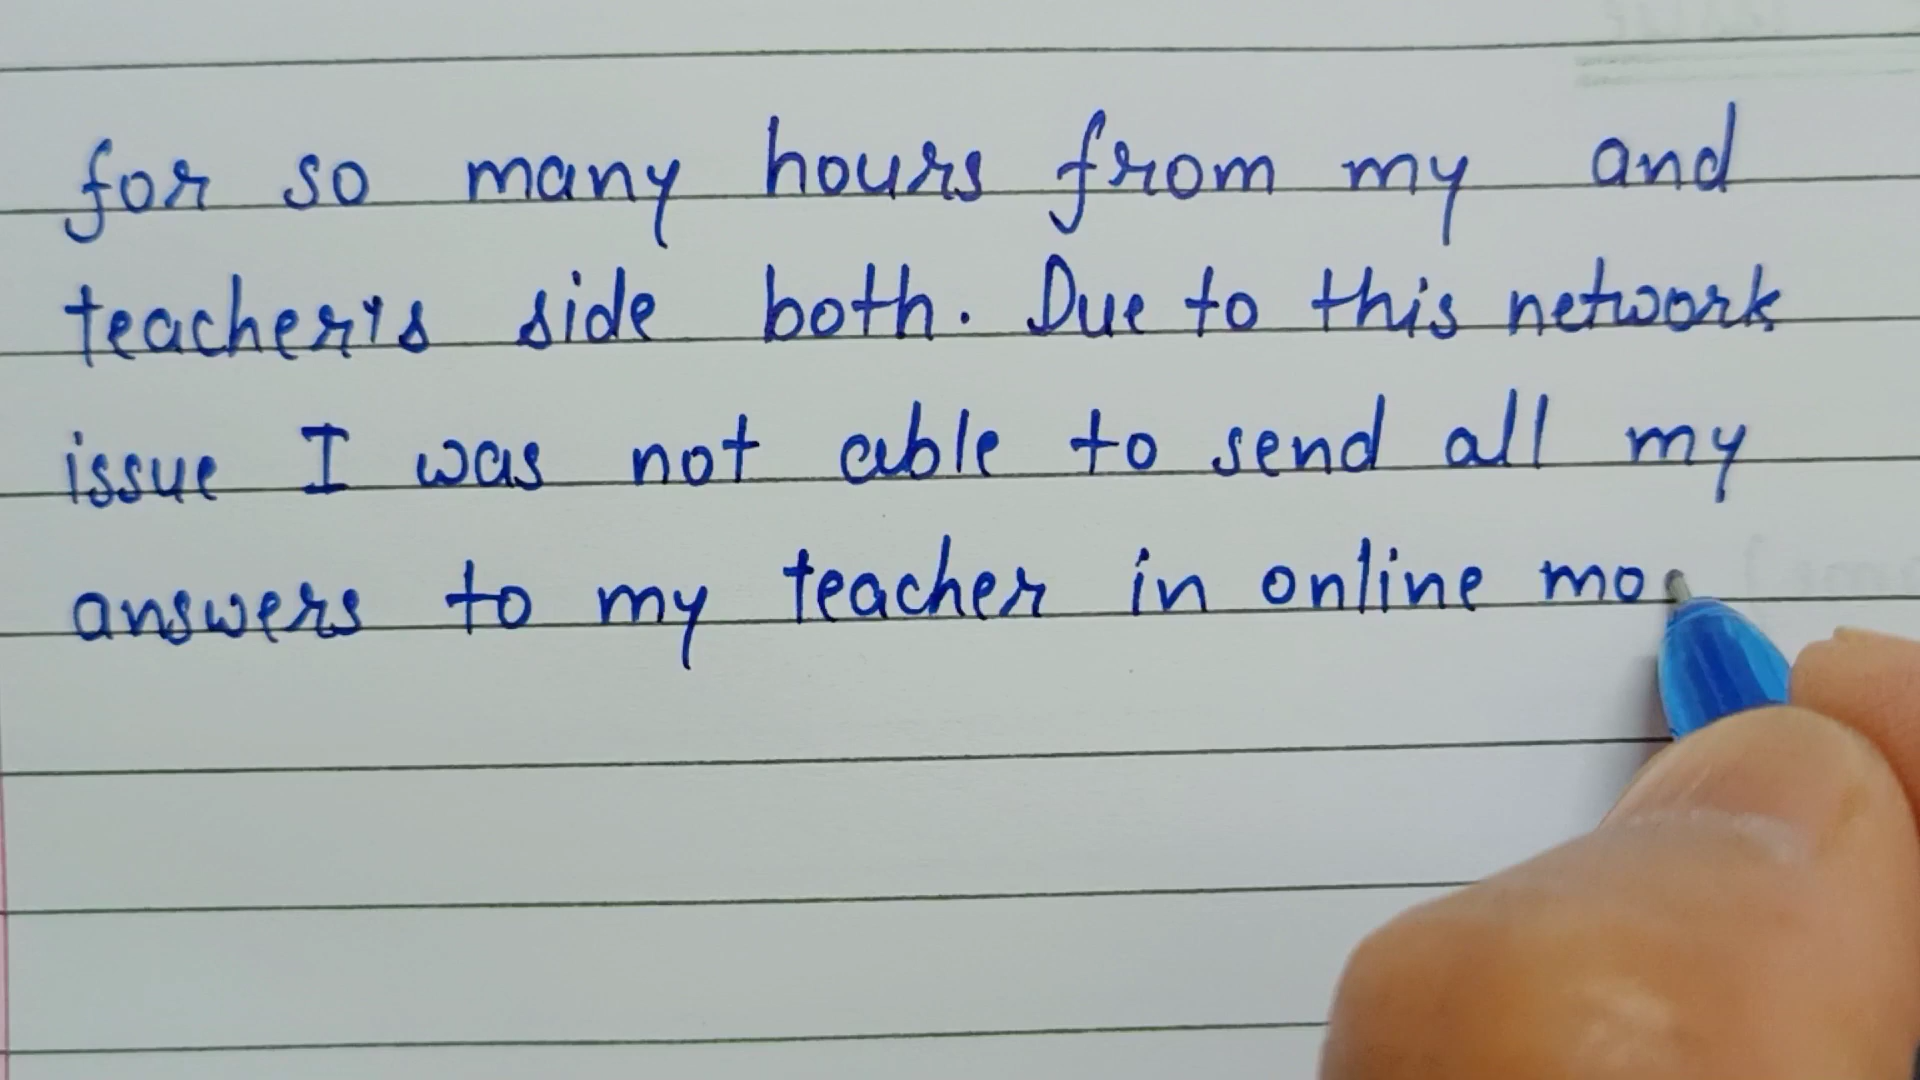 for so many hours from my and
teacher's side both. Due to this network
issue I was not able to send all my
answers to my teacher in online mo